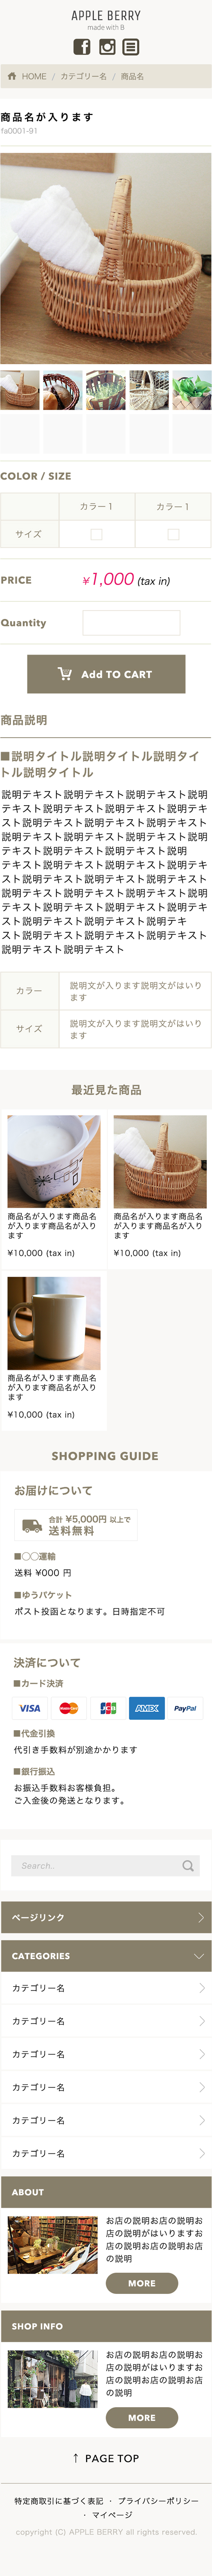 APPLE BERRY
made with B
HOME / カテゴリー名 / 商品名
商品名が入ります
fa0001-91
COLOR / SIZE
カラー1 カラー1
サイズ
PRICE ¥1,000 (tax in)
Quantity
Add TO CART
商品説明
■説明タイトル説明タイトル説明タイ
トル説明タイトル
説明テキスト説明テキスト説明テキスト説明
テキスト説明テキスト説明テキスト説明テキ
スト説明テキスト説明テキスト説明テキスト
説明テキスト説明テキスト説明テキスト説明
テキスト説明テキスト説明テキスト説明
テキスト説明テキスト説明テキスト説明テキ
スト説明テキスト説明テキスト説明テキスト
説明テキスト説明テキスト説明テキスト説明
テキスト説明テキスト説明テキスト説明テキ
スト説明テキスト説明テキスト説明テキ
スト説明テキスト説明テキスト説明テキスト
説明テキスト説明テキスト
カラー 説明文が入ります説明文がはいり
ます
サイズ 説明文が入ります説明文がはいり
ます
最近見た商品
商品名が入ります商品名 商品名が入ります商品名
が入ります商品名が入り が入ります商品名が入り
ます ます
¥10,000 (tax in) ¥10,000 (tax in)
商品名が入ります商品名
が入ります商品名が入り
ます
¥10,000 (tax in)
SHOPPING GUIDE
お届けについて
合計 ¥5,000円 以上で
送料無料
■◯◯運輸
送料 ¥000 円
■ゆうパケット
ポスト投函となります。日時指定不可
決済について
■カード決済
VISA MasterCard JCB AMEX PayPal
■代金引換
代引き手数料が別途かかります
■銀行振込
お振込手数料お客様負担。
ご入金後の発送となります。
Search..
ページリンク
CATEGORIES
カテゴリー名
カテゴリー名
カテゴリー名
カテゴリー名
カテゴリー名
カテゴリー名
ABOUT
お店の説明お店の説明お
店の説明がはいりますお
店の説明お店の説明お店
の説明
MORE
SHOP INFO
お店の説明お店の説明お
店の説明がはいりますお
店の説明お店の説明お店
の説明
MORE
↑ PAGE TOP
特定商取引に基づく表記 ・ プライバシーポリシー
・ マイページ
copyright (C) APPLE BERRY all rights reserved.